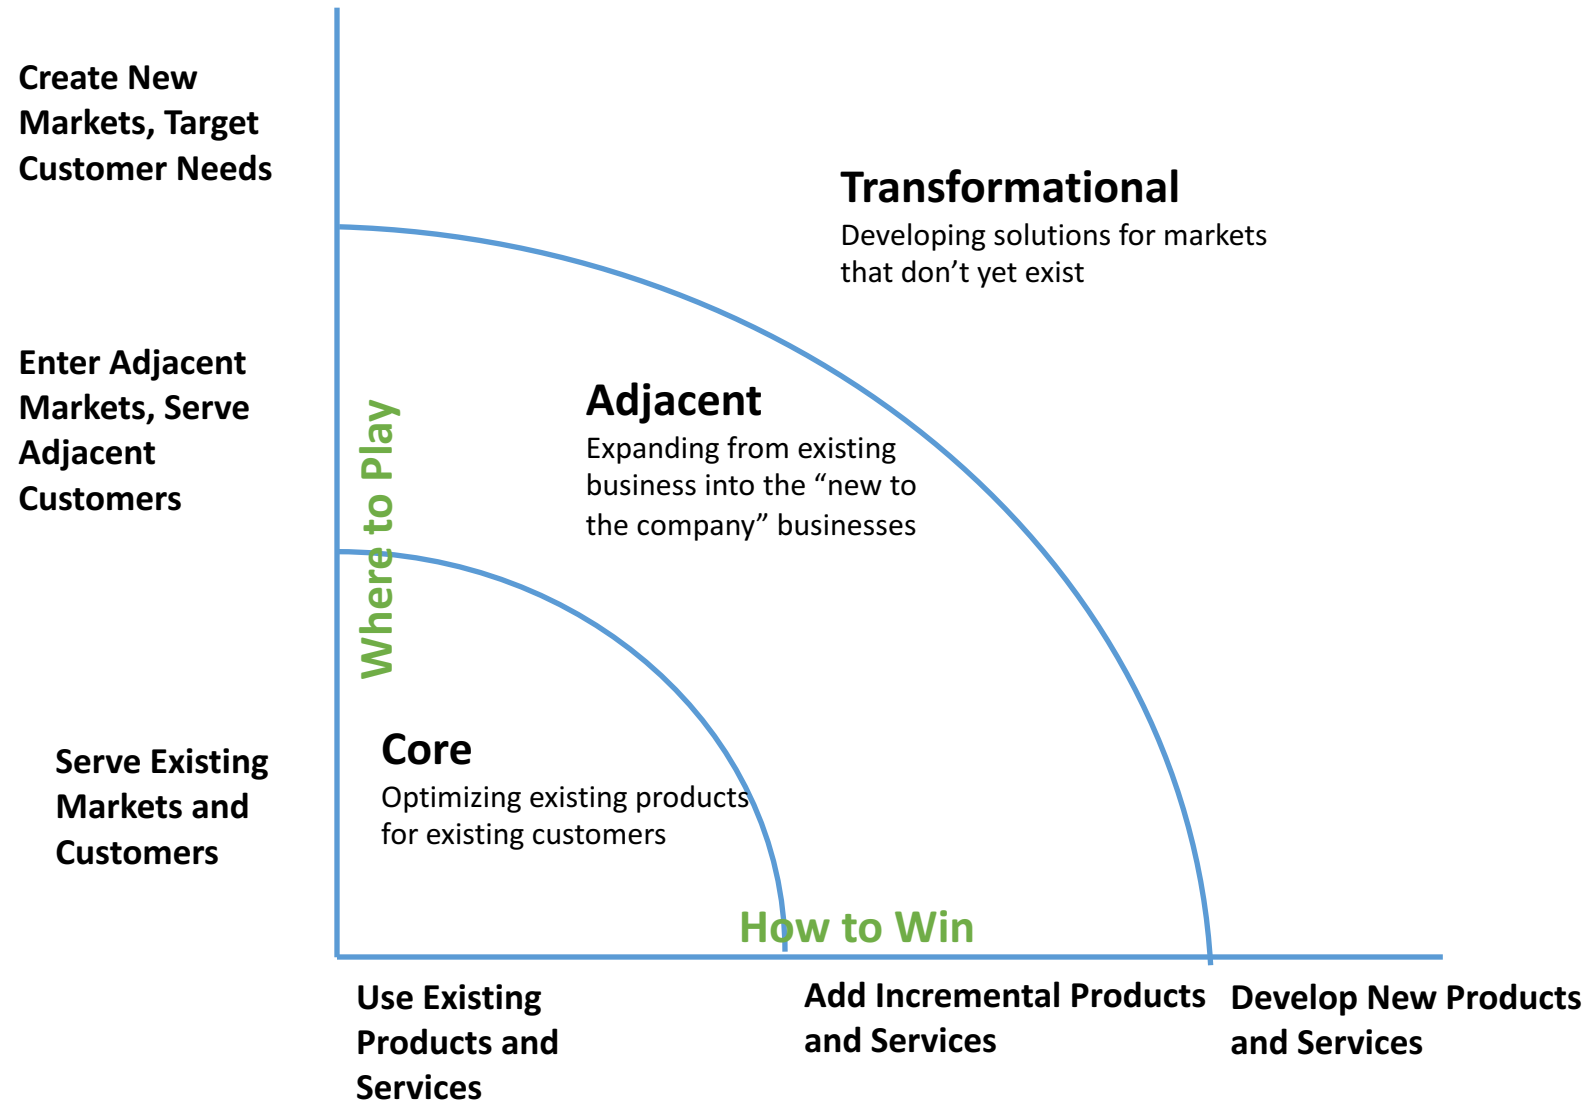 Create New
Markets, Target
Customer Needs
Transformational
Developing solutions for markets
that don’t yet exist
Enter Adjacent
Markets, Serve
Adjacent
Customers
Where to Play
Adjacent
Expanding from existing
business into the “new to
the company” businesses
Serve Existing
Markets and
Customers
Core
Optimizing existing products
for existing customers
How to Win
Use Existing
Products and
Services
Add Incremental Products
and Services
Develop New Products
and Services